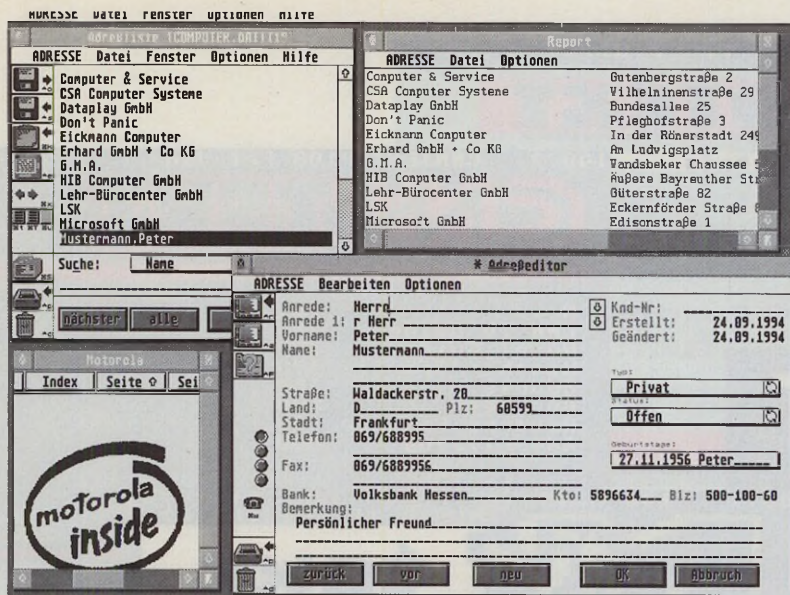 ADRESSE Datei Fenster Optionen Hilfe
Adreßliste
ADRESSE Datei Fenster Optionen Hilfe
Computer & Service
CSA Computer Systeme
Dataplay GmbH
Don't Panic
Eickmann Computer
Erhard GmbH + Co KG
G.M.A.
HIB Computer GmbH
Lehr-Bürocenter GmbH
LSK
Microsoft GmbH
Mustermann,Peter
Suche: Name
nächster alle
Report
ADRESSE Datei Optionen
Computer & Service Gutenbergstraße 2
CSA Computer Systeme Wilhelminenstraße 29
Dataplay GmbH Bundesallee 25
Don't Panic Pfleghofstraße 3
Eickmann Computer In der Römerstadt 249
Erhard GmbH + Co KG Am Ludwigsplatz
G.M.A. Wandsbeker Chaussee
HIB Computer GmbH Äußere Bayreuther Str
Lehr-Bürocenter GmbH Güterstraße 82
LSK Eckernförder Straße
Microsoft GmbH Edisonstraße 1
Motorola
Index Seite Sei
motorola
inside
* Adreßeditor
ADRESSE Bearbeiten Optionen
Anrede: Herrn Knd-Nr:
Anrede 1: r Herr Erstellt: 24.09.1994
Vorname: Peter Geändert: 24.09.1994
Name: Mustermann
Typ:
Privat
Status:
Straße: Waldackerstr. 20 Offen
Land: D Plz: 60599
Stadt: Frankfurt
Telefon: 069/688995
Geburtstage:
27.11.1956 Peter
Fax: 069/6889956
Bank: Volksbank Hessen Kto: 5896634 Blz: 500-100-60
Bemerkung:
Persönlicher Freund
zurück vor neu OK Abbruch